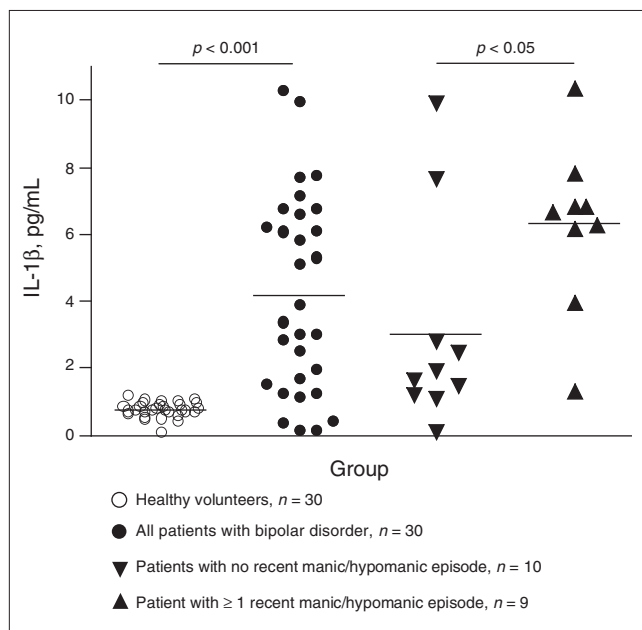 p < 0.001
p < 0.05
10
8
6
4
2
0
IL-1β, pg/mL
Group
Healthy volunteers, n = 30
All patients with bipolar disorder, n = 30
Patients with no recent manic/hypomanic episode, n = 10
Patient with ≥ 1 recent manic/hypomanic episode, n = 9